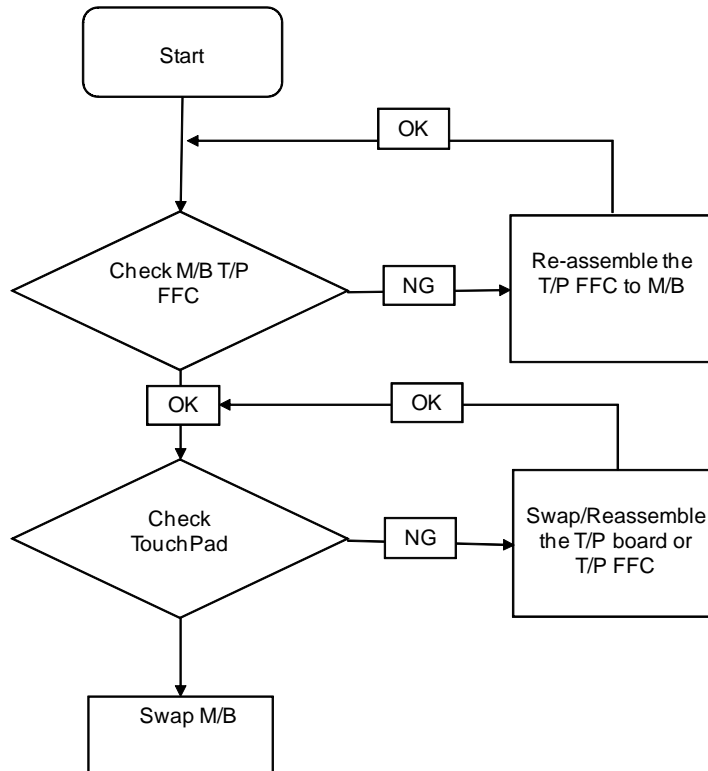 Start
OK
Check M/B T/P
FFC
NG
Re-assemble the
T/P FFC to M/B
OK
OK
Check
TouchPad
NG
Swap/Reassemble
the T/P board or
T/P FFC
Swap M/B